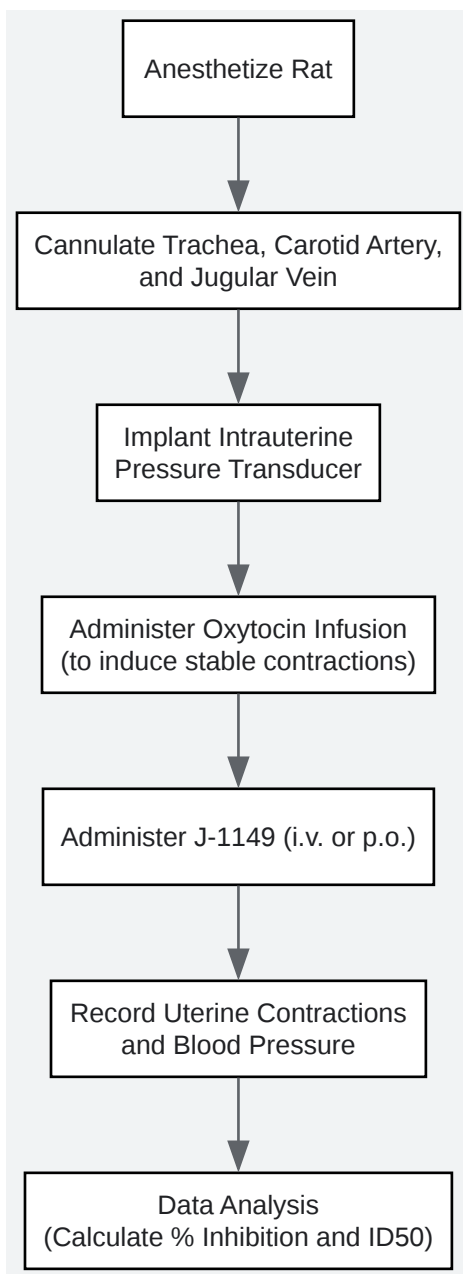 Anesthetize Rat
Cannulate Trachea, Carotid Artery,
and Jugular Vein
Implant Intrauterine
Pressure Transducer
Administer Oxytocin Infusion
(to induce stable contractions)
Administer J-1149 (i.v. or p.o.)
Record Uterine Contractions
and Blood Pressure
Data Analysis
(Calculate % Inhibition and ID50)